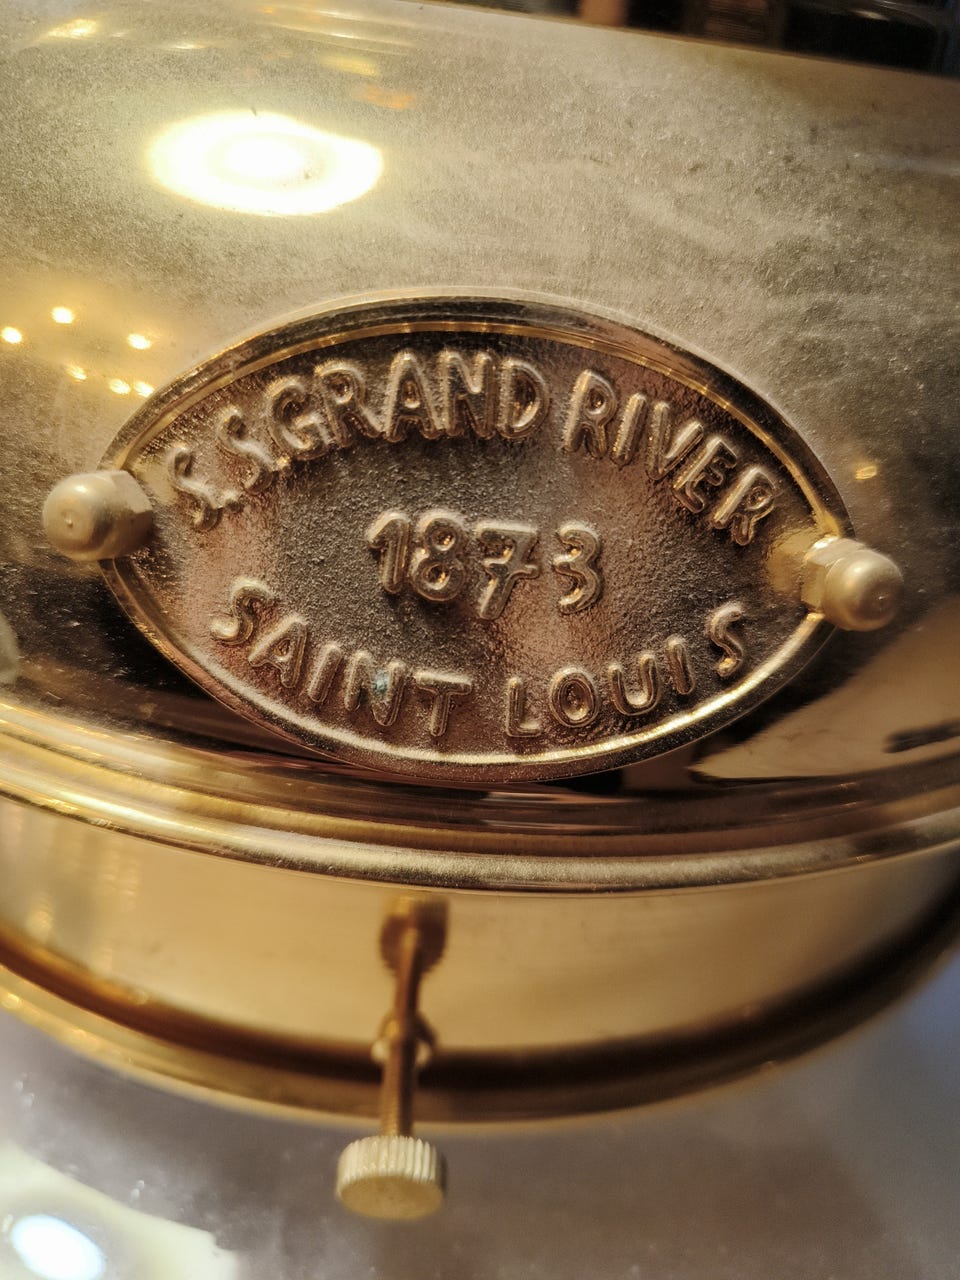 S.S.GRAND RIVER
1873
SAINT LOUIS